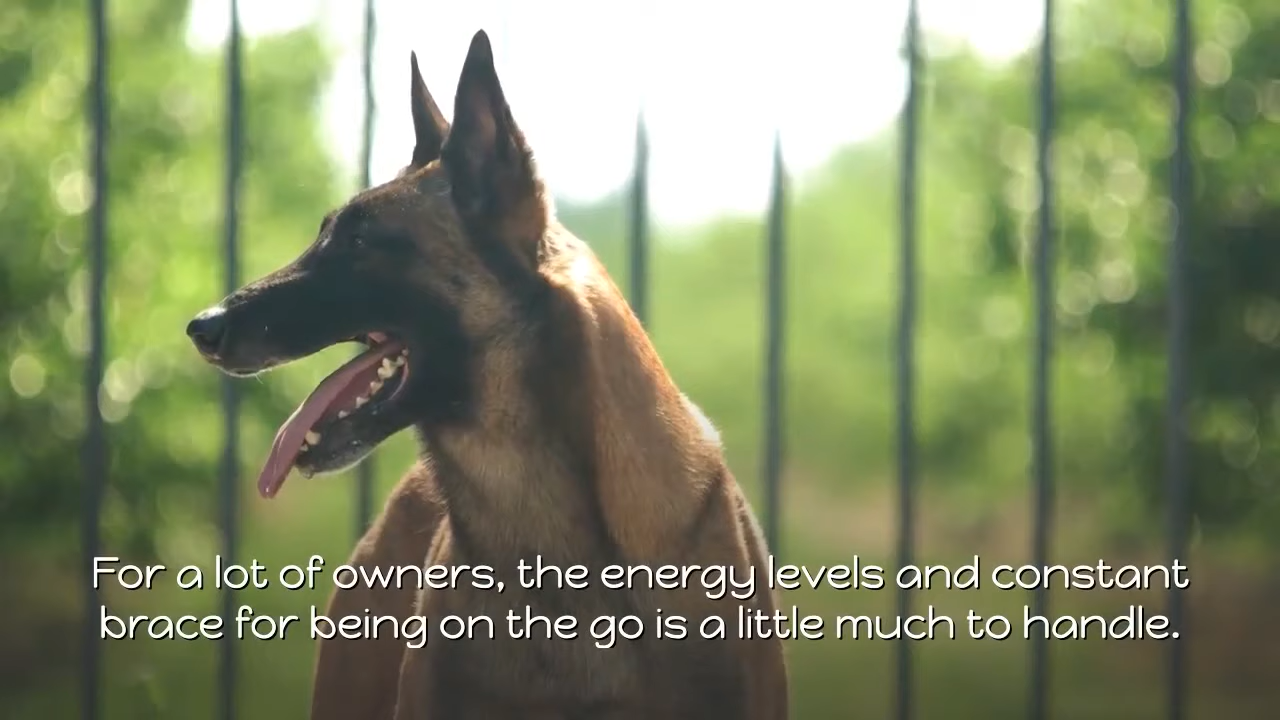 For a lot of owners, the energy levels and constant
brace for being on the go is a little much to handle.